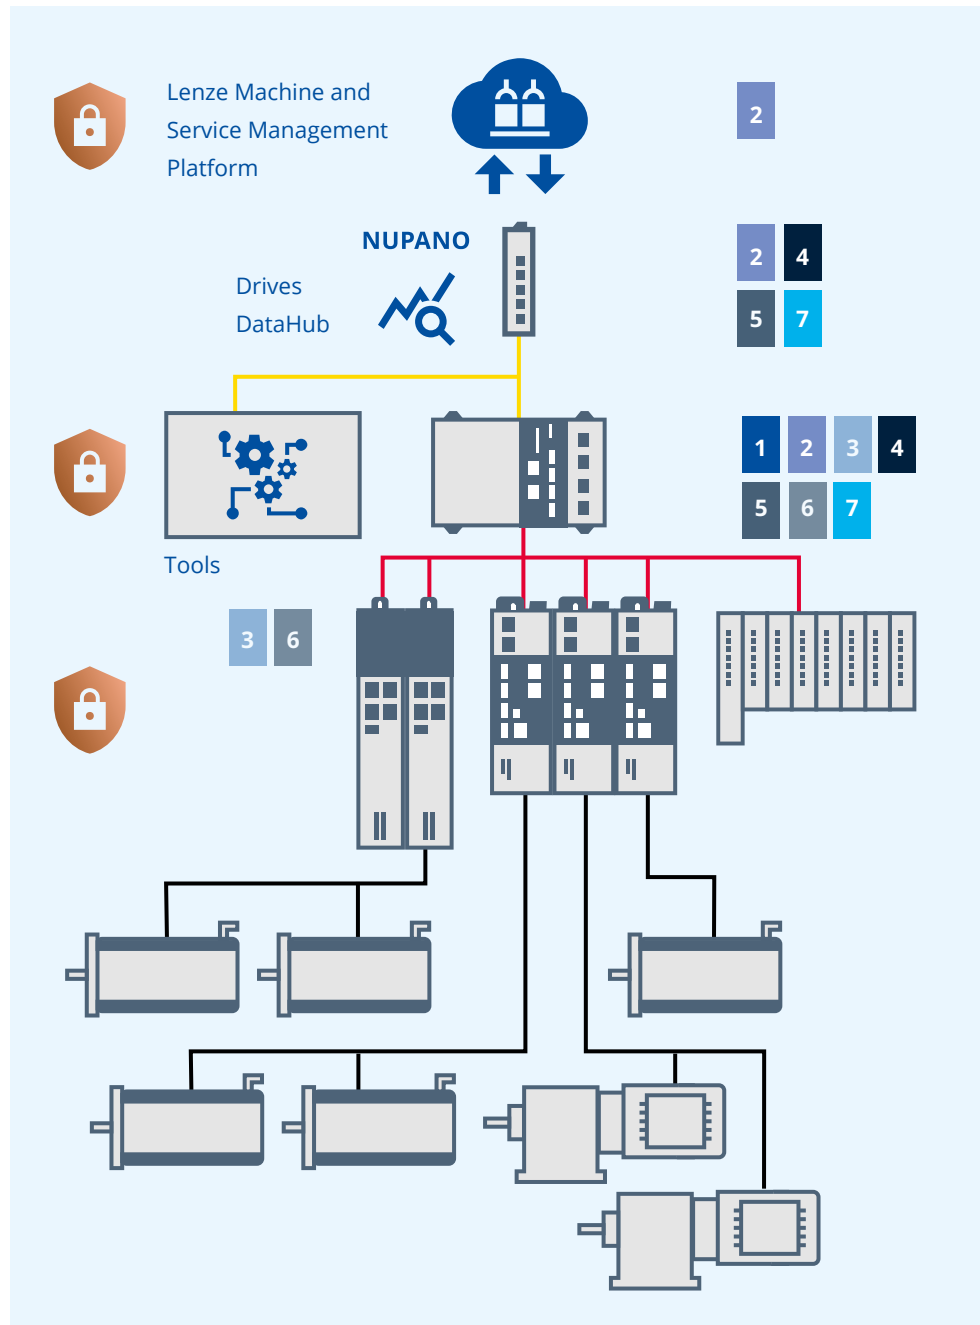 Lenze Machine and
Service Management
Platform
2
NUPANO
Drives
DataHub
2 4
5 7
1 2 3 4
5 6 7
Tools
3 6